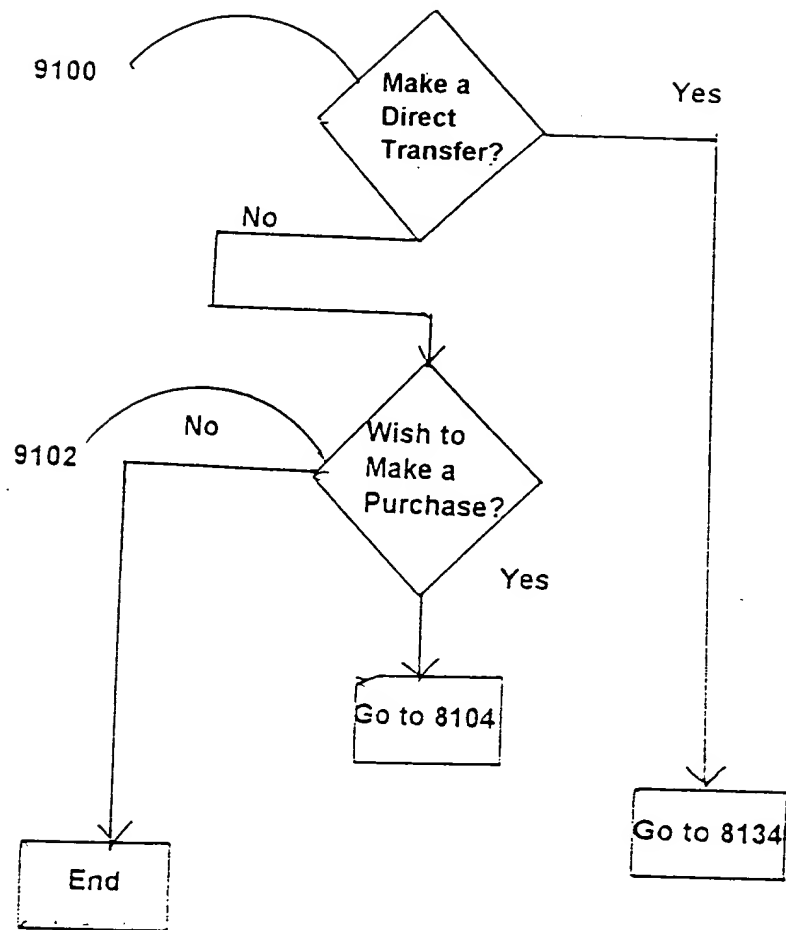 9100
Make a
Direct
Transfer?
Yes
No
9102
No
Wish to
Make a
Purchase?
Yes
Go to 8104
Go to 8134
End